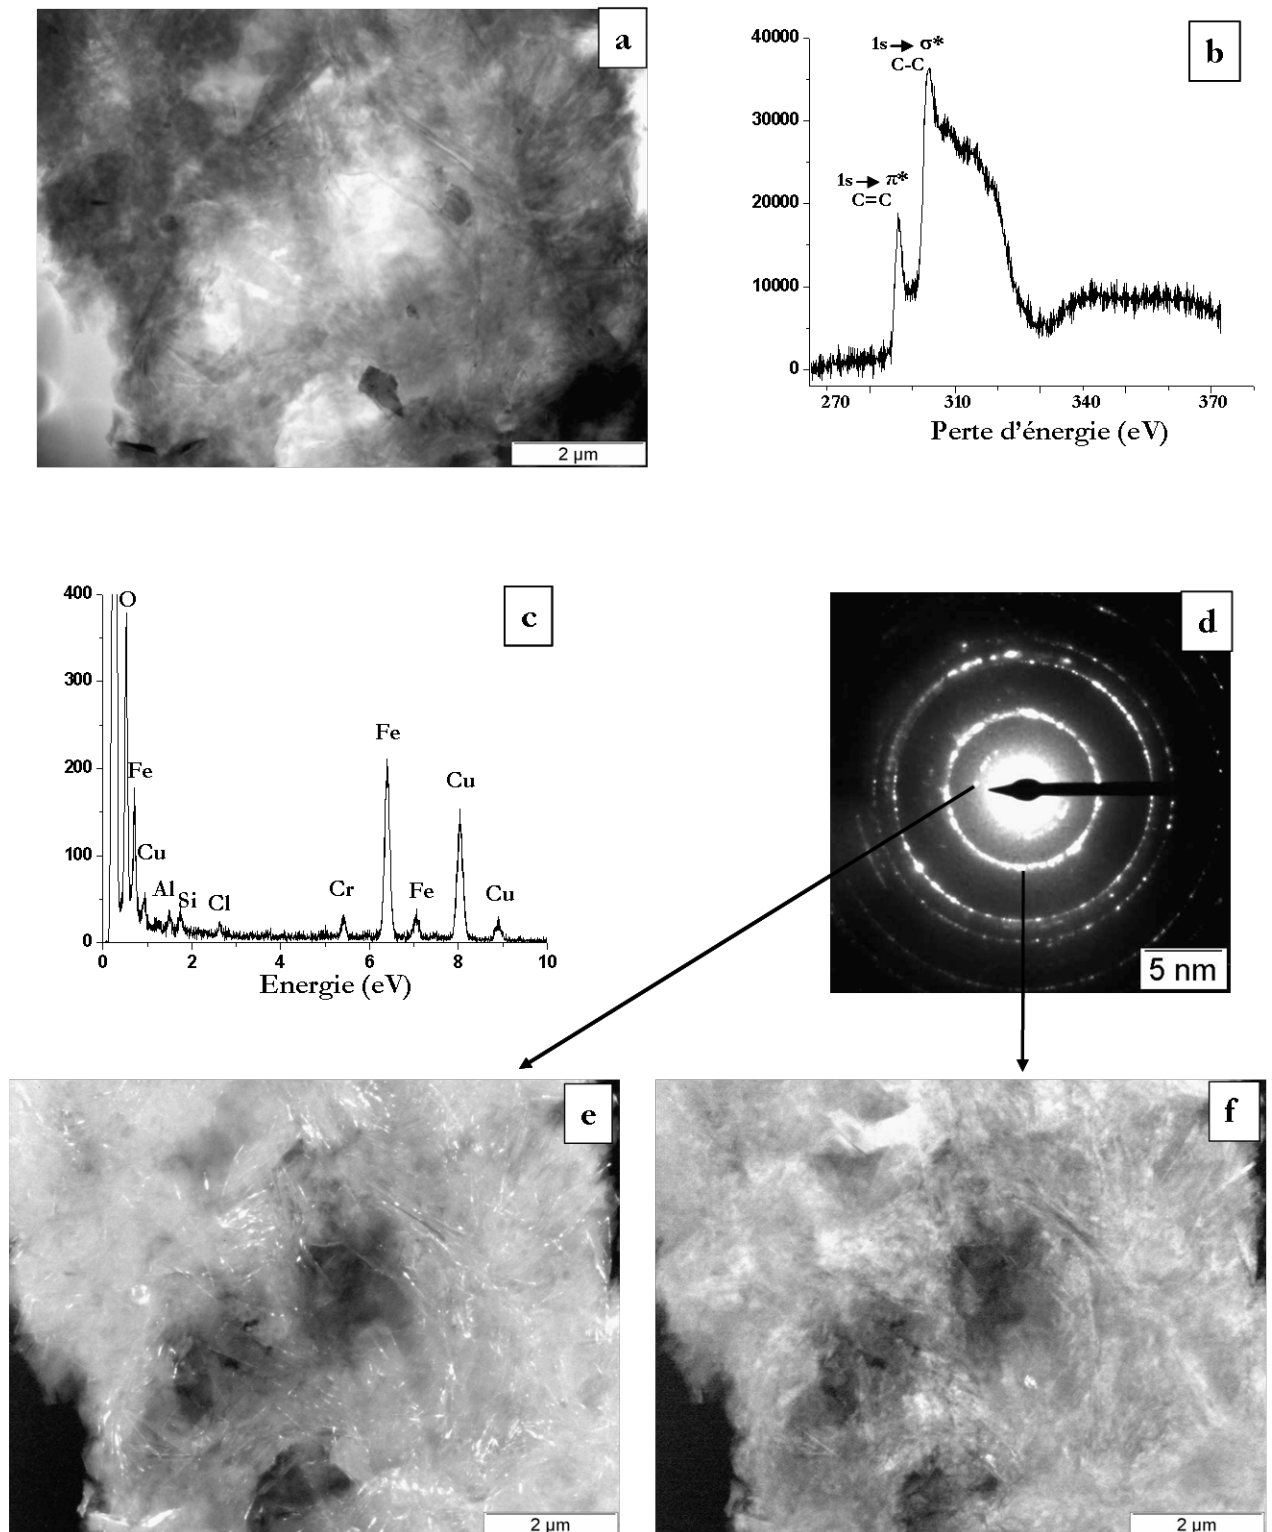 a
2 µm
b
1s→σ*
C-C
1s→π*
C=C
40000
30000
20000
10000
0
270 310 340 370
Perte d'énergie (eV)
c
400
300
200
100
0
O
Fe
Cu
Al
Si
Cl
Cr
Fe
Fe
Cu
Cu
0 2 4 6 8 10
Energie (eV)
d
5 nm
e
2 µm
f
2 µm